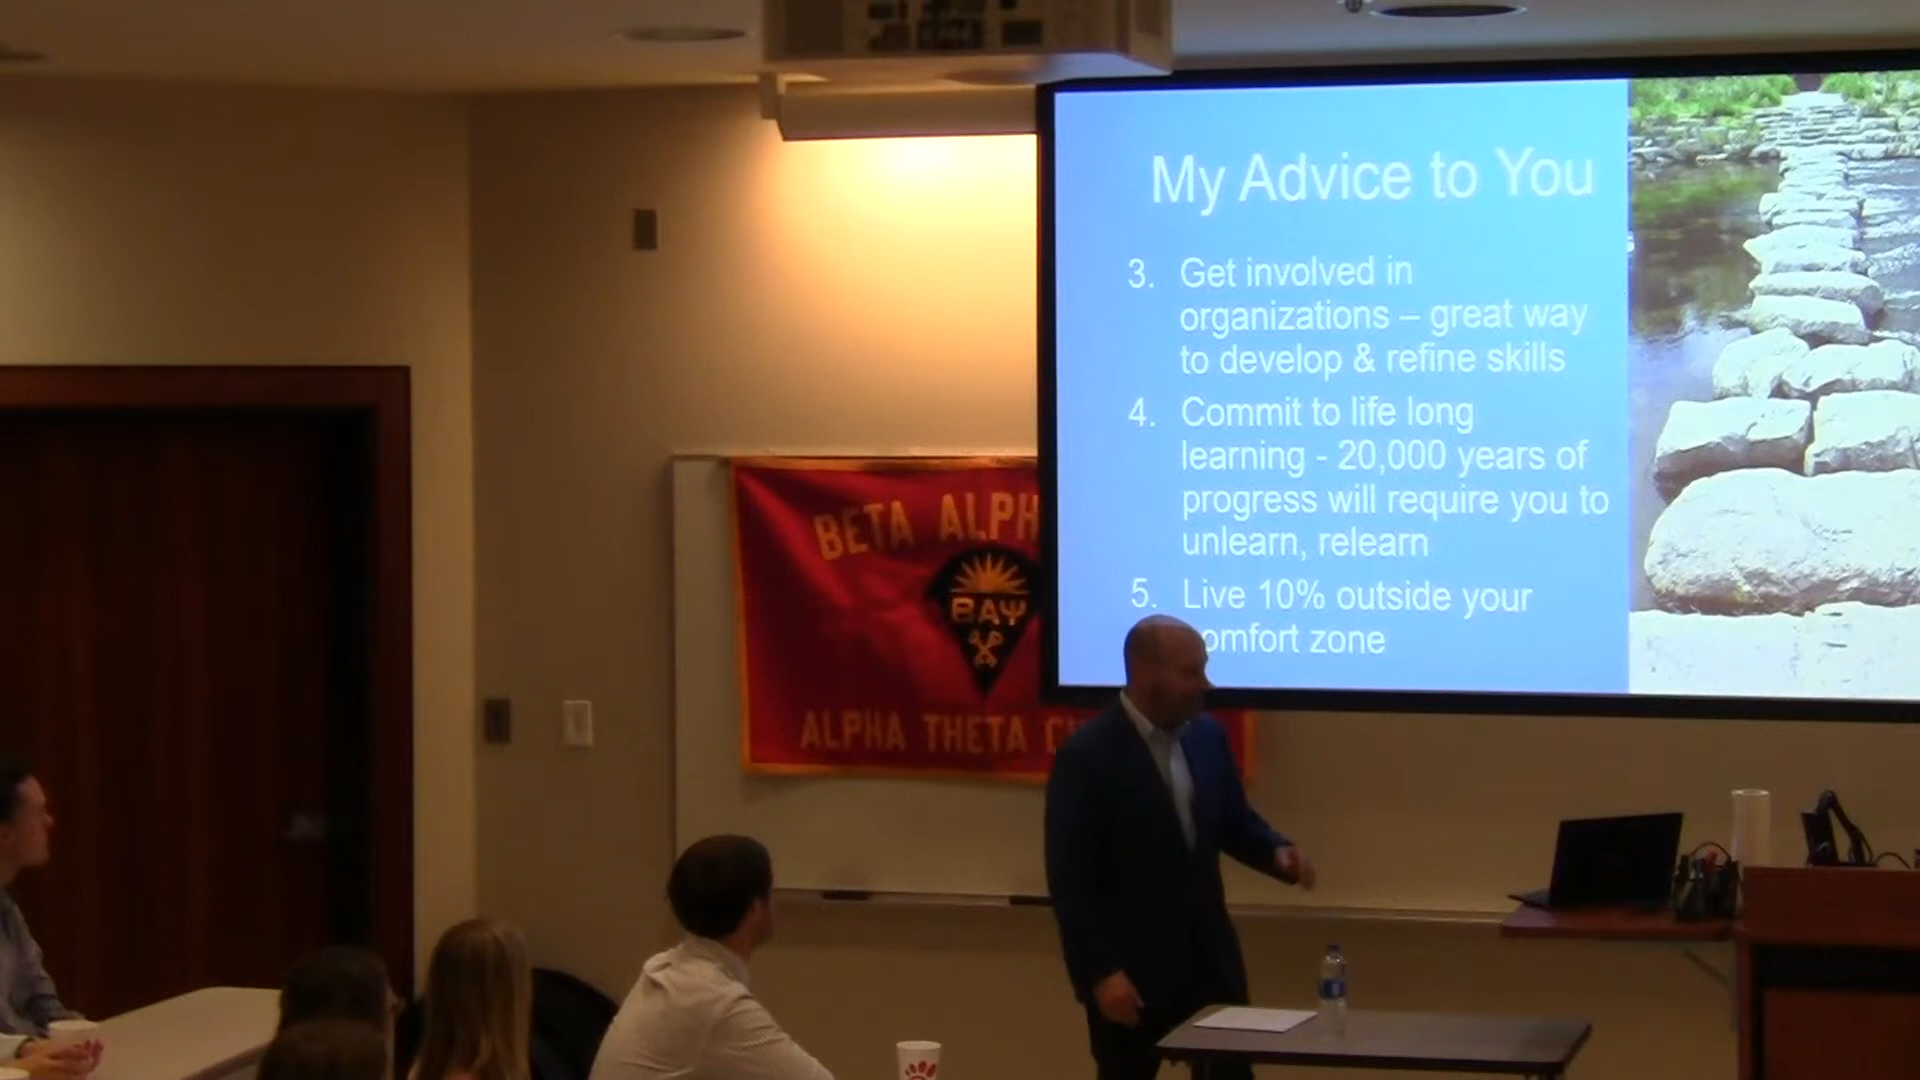 My Advice to You
3. Get involved in
organizations – great way
to develop & refine skills
4. Commit to life long
learning - 20,000 years of
progress will require you to
unlearn, relearn
5. Live 10% outside your
omfort zone
BETA ALPH
ΒΑΨ
ALPHA THETA C